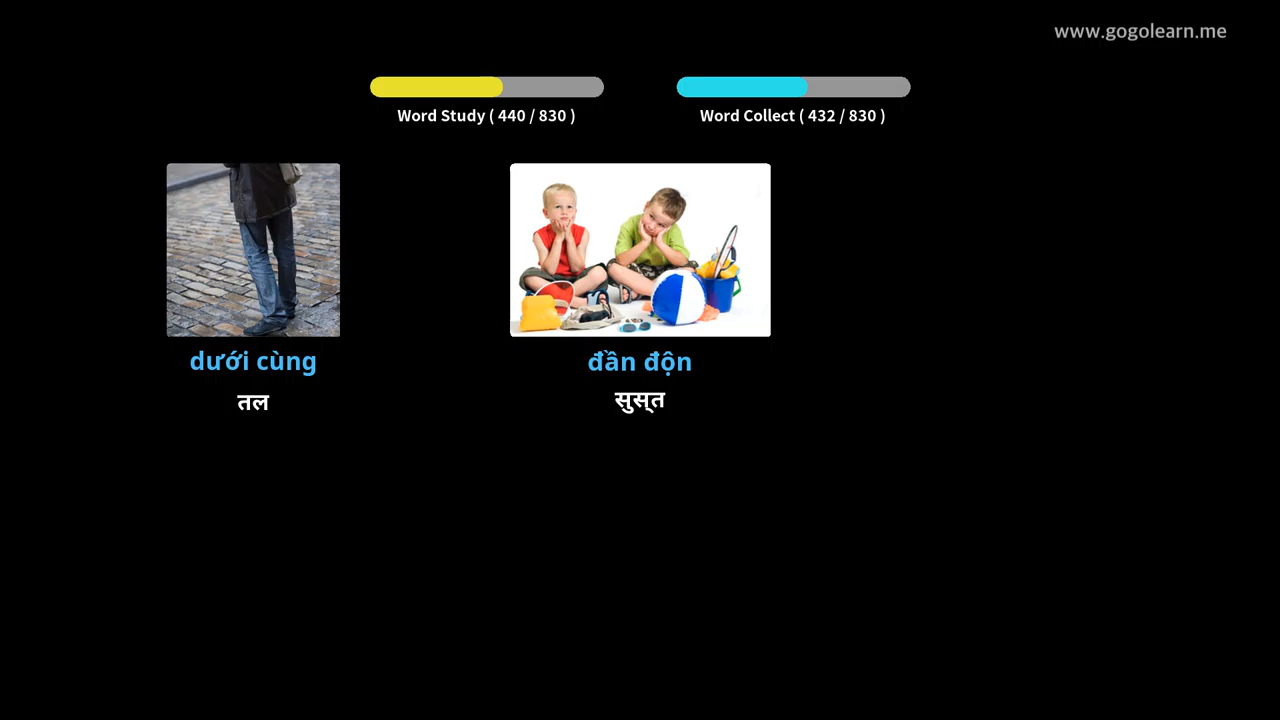 www.gogolearn.me
Word Study ( 440 / 830 )
Word Collect ( 432 / 830 )
dưới cùng
तल
đần độn
सुस्त